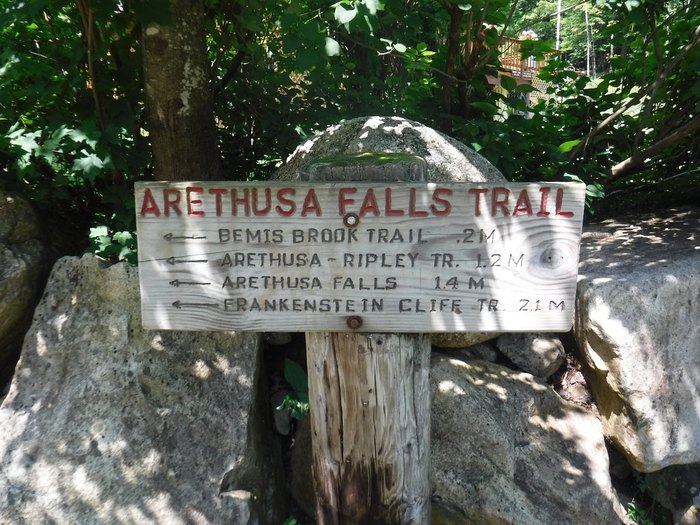 ARETHUSA FALLS TRAIL
← BEMIS BROOK TRAIL .2 M
← ARETHUSA - RIPLEY TR. 1.2 M
← ARETHUSA FALLS 1.4 M
← FRANKENSTEIN CLIFF TR. 2.1 M